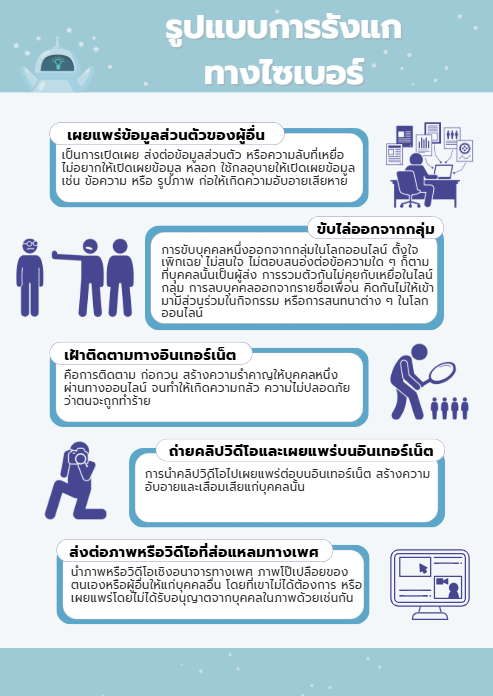 รูปแบบการรังแก
ทางไซเบอร์
เผยแพร่ข้อมูลส่วนตัวของผู้อื่น
เป็นการเปิดเผย ส่งต่อข้อมูลส่วนตัว หรือความลับที่เหยื่อ
ไม่อยากให้เปิดเผยข้อมูล หลอก ใช้กลอุบายให้เปิดเผยข้อมูล
เช่น ข้อความ หรือ รูปภาพ ก่อให้เกิดความอับอายเสียหาย
ขับไล่ออกจากกลุ่ม
การขับบุคคลหนึ่งออกจากกลุ่มในโลกออนไลน์ ตั้งใจ
เพิกเฉย ไม่สนใจ ไม่ตอบสนองต่อข้อความใด ๆ ก็ตาม
ที่บุคคลนั้นเป็นผู้ส่ง การรวมตัวกันไม่คุยกับเหยื่อในไลน์
กลุ่ม การลบบุคคลออกจากรายชื่อเพื่อน คิดกันไม่ให้เข้า
มามีส่วนร่วมในกิจกรรม หรือการสนทนาต่าง ๆ ในโลก
ออนไลน์
เฝ้าติดตามทางอินเทอร์เน็ต
คือการติดตาม ก่อกวน สร้างความรำคาญให้บุคคลหนึ่ง
ผ่านทางออนไลน์ จนทำให้เกิดความกลัว ความไม่ปลอดภัย
ว่าตนจะถูกทำร้าย
ถ่ายคลิปวิดีโอและเผยแพร่บนอินเทอร์เน็ต
การนำคลิปวิดีโอไปเผยแพร่ต่อบนอินเทอร์เน็ต สร้างความ
อับอายและเสื่อมเสียแก่บุคคลนั้น
ส่งต่อภาพหรือวิดีโอที่ส่อแหลมทางเพศ
นำภาพหรือวิดีโอเชิงอนาจารทางเพศ ภาพโป๊เปลือยของ
ตนเองหรือผู้อื่นให้แก่บุคคลอื่น โดยที่เขาไม่ได้ต้องการ หรือ
เผยแพร่โดยไม่ได้รับอนุญาตจากบุคคลในภาพด้วยเช่นกัน